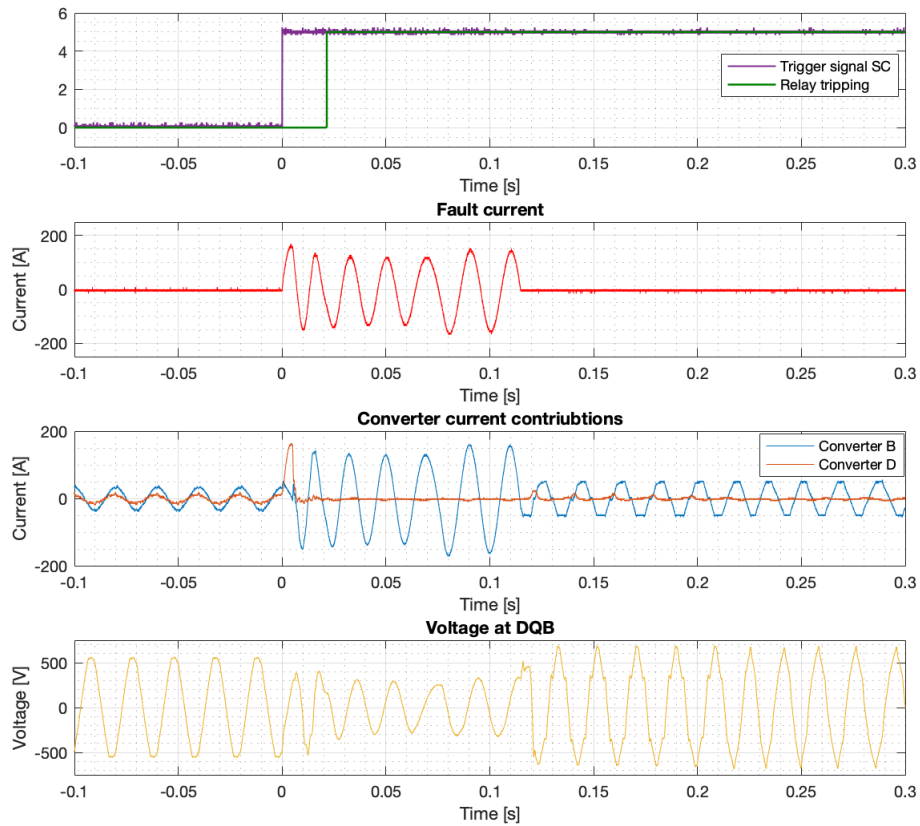 6
4
2
0
Trigger signal SC
Relay tripping
-0.1 -0.05 0 0.05 0.1 0.15 0.2 0.25 0.3
Time [s]
Fault current
Current [A]
200
0
-200
-0.1 -0.05 0 0.05 0.1 0.15 0.2 0.25 0.3
Time [s]
Converter current contriubtions
Current [A]
200
0
-200
Converter B
Converter D
-0.1 -0.05 0 0.05 0.1 0.15 0.2 0.25 0.3
Time [s]
Voltage at DQB
Voltage [V]
500
0
-500
-0.1 -0.05 0 0.05 0.1 0.15 0.2 0.25 0.3
Time [s]